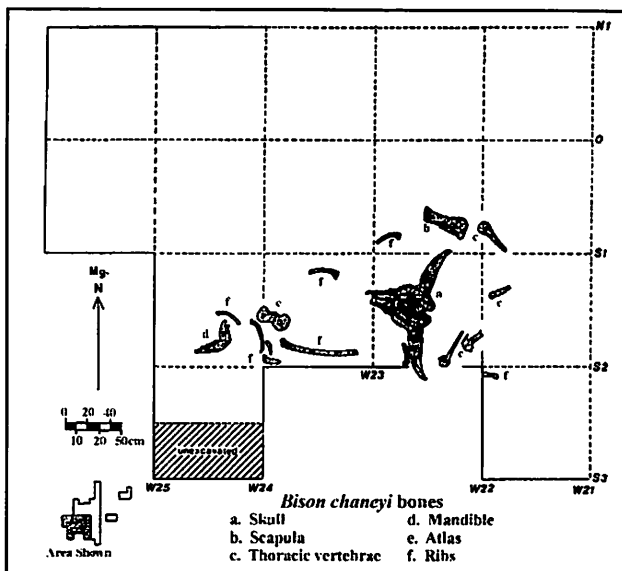 N1
O
b
c
f
S1
Mg-
N
f
a
c
f
e
d
f
f
c
S2
W23
f
0 20 40
10 20 50cm
unexcavated
W25 W24 W22 W21
S3
Bison chaneyi bones
a. Skull
b. Scapula
c. Thoracic vertebrae
d. Mandible
e. Atlas
f. Ribs
Area Shown